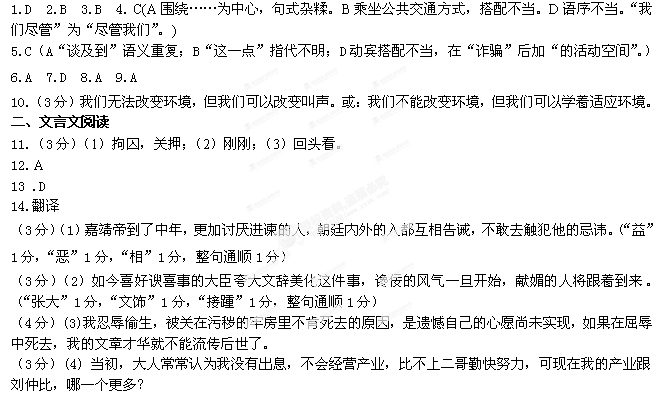 1.D 2.B 3.B 4. C(A 围绕……为中心，句式杂糅。B 乘坐公共交通方式，搭配不当。D 语序不当。“我
们尽管”为“尽管我们”。)
5.C（A“谈及到”语义重复；B“这一点”指代不明；D动宾搭配不当，在“诈骗”后加“的活动空间”。）
6.A 7.D 8.A 9.A
10.（3分）我们无法改变环境，但我们可以改变叫声。或：我们不能改变环境，但我们可以学着适应环境。
二、文言文阅读
11.（3分）（1）拘囚，关押；（2）刚刚；（3）回头看。
12. A
13 .D
14.翻译
（3分）（1）嘉靖帝到了中年，更加讨厌进谏的人，朝廷内外的入都互相告诫，不敢去触犯他的忌讳。（“益”
1分，“恶”1分，“相”1分，整句通顺1分）
（3分）（2）如今喜好谀喜事的大臣夸大文辞美化这件事，谗佞的风气一旦开始，献媚的人将跟着到来。
（“张大”1分，“文饰”1分，“接踵”1分，整句通顺1分）
（4分）(3)我忍辱偷生，被关在污秽的牢房里不肯死去的原因，是遗憾自己的心愿尚未实现，如果在屈辱
中死去，我的文章才华就不能流传后世了。
（3分）(4) 当初，大人常常认为我没有出息，不会经营产业，比不上二哥勤快努力，可现在我的产业跟
刘仲比，哪一个更多？